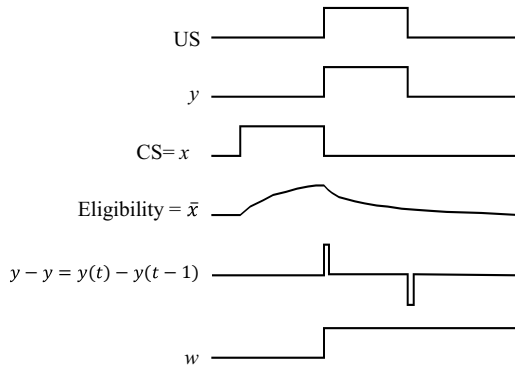 US
y
CS= x
Eligibility = x̄
y − y = y(t) − y(t − 1)
w